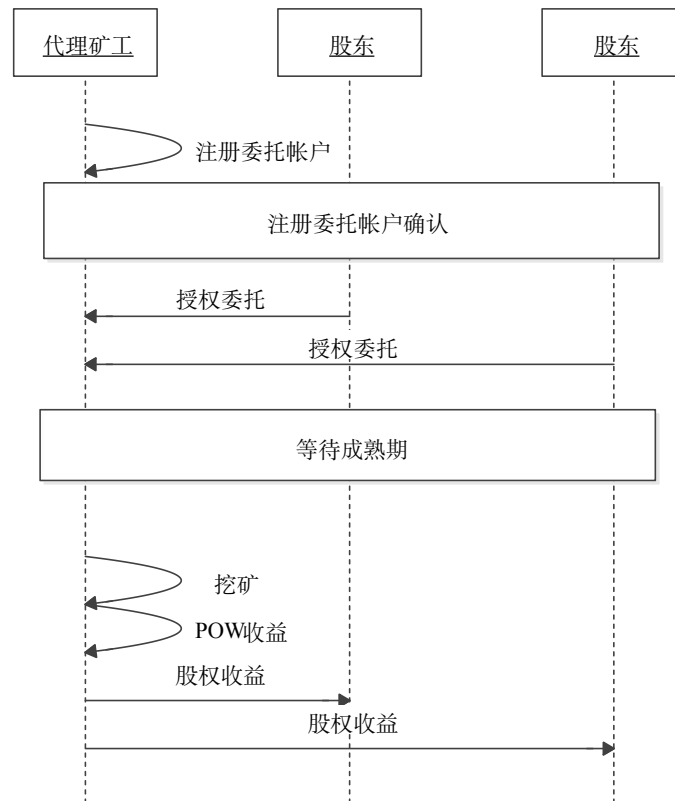 代理矿工
股东
股东
注册委托帐户
注册委托帐户确认
授权委托
授权委托
等待成熟期
挖矿
POW收益
股权收益
股权收益